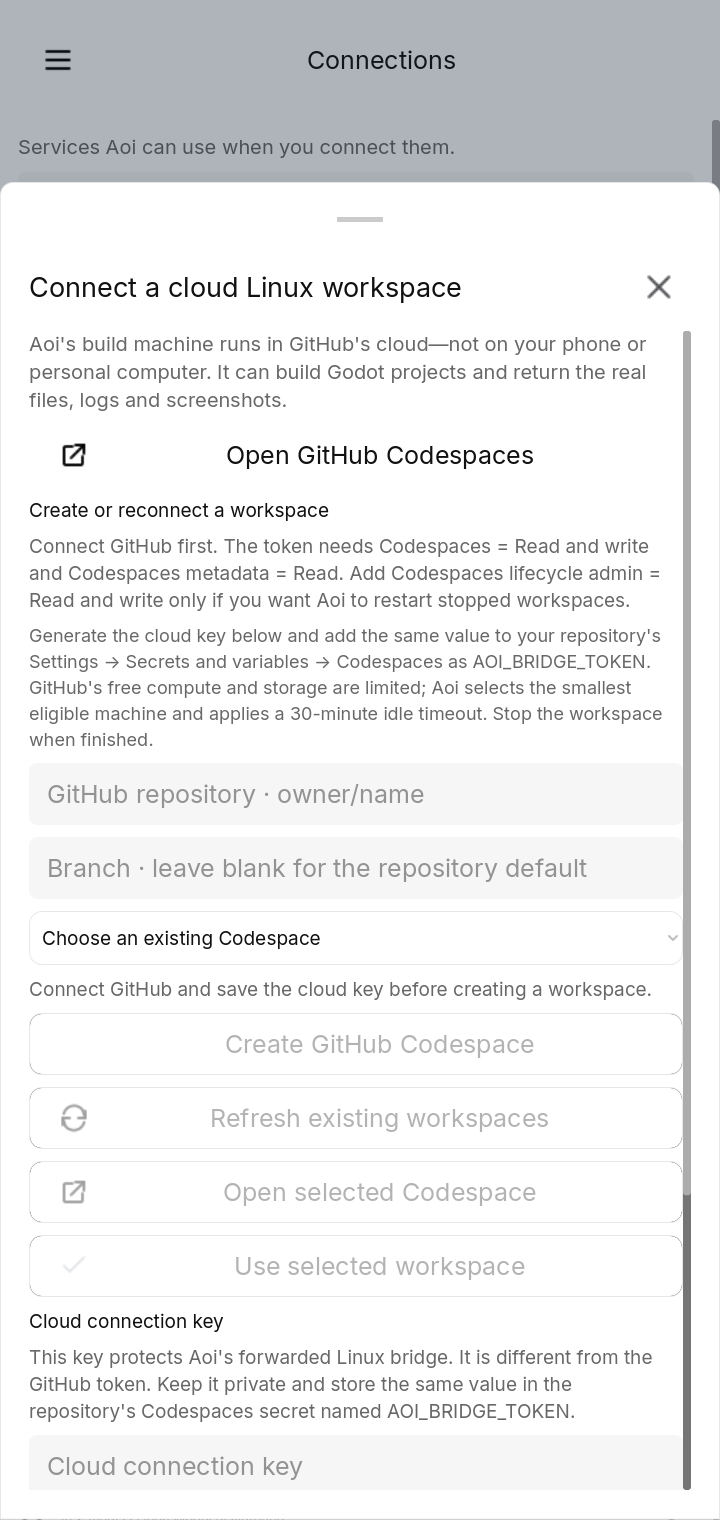 Connections
Services Aoi can use when you connect them.
Connect a cloud Linux workspace
Aoi's build machine runs in GitHub's cloud—not on your phone or
personal computer. It can build Godot projects and return the real
files, logs and screenshots.
Open GitHub Codespaces
Create or reconnect a workspace
Connect GitHub first. The token needs Codespaces = Read and write
and Codespaces metadata = Read. Add Codespaces lifecycle admin =
Read and write only if you want Aoi to restart stopped workspaces.
Generate the cloud key below and add the same value to your repository's
Settings → Secrets and variables → Codespaces as AOI_BRIDGE_TOKEN.
GitHub's free compute and storage are limited; Aoi selects the smallest
eligible machine and applies a 30-minute idle timeout. Stop the workspace
when finished.
GitHub repository · owner/name
Branch · leave blank for the repository default
Choose an existing Codespace
Connect GitHub and save the cloud key before creating a workspace.
Create GitHub Codespace
Refresh existing workspaces
Open selected Codespace
Use selected workspace
Cloud connection key
This key protects Aoi's forwarded Linux bridge. It is different from the
GitHub token. Keep it private and store the same value in the
repository's Codespaces secret named AOI_BRIDGE_TOKEN.
Cloud connection key